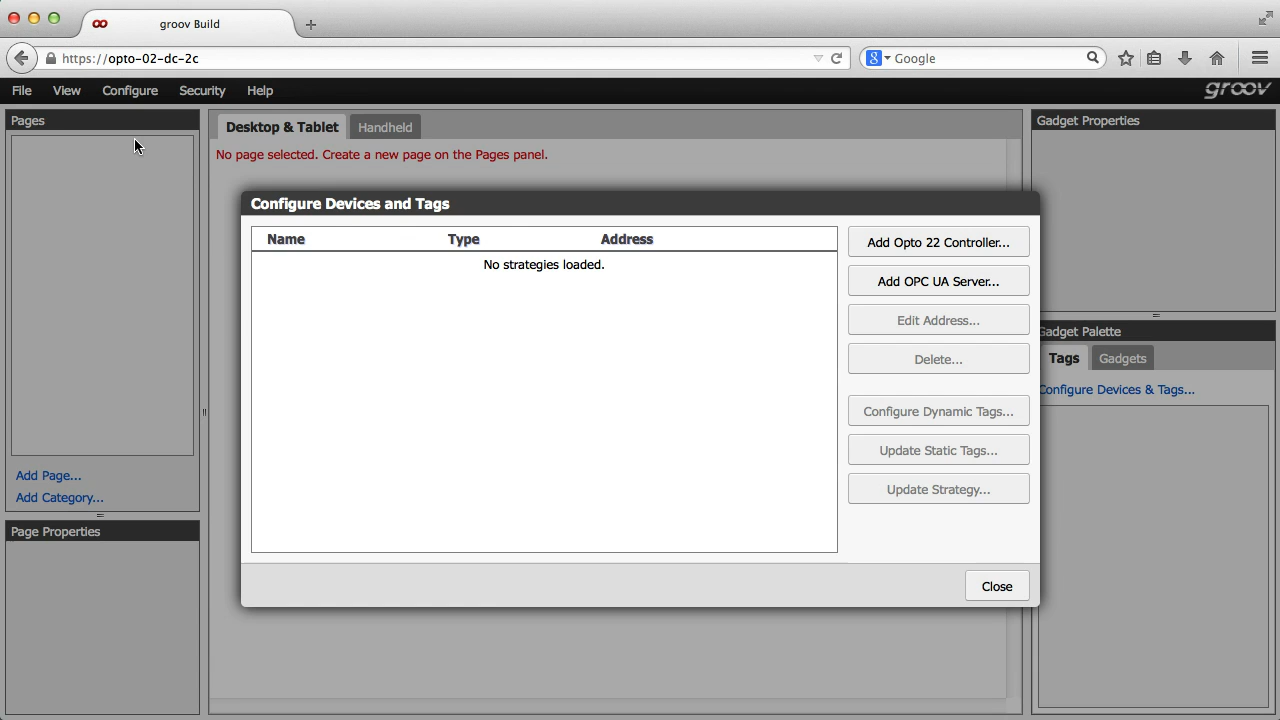 groov Build
https://opto-02-dc-2c
8
Google
File View Configure Security Help
groov
Pages
Desktop & Tablet
Handheld
No page selected. Create a new page on the Pages panel.
Gadget Properties
Configure Devices and Tags
Name Type Address
No strategies loaded.
Add Opto 22 Controller...
Add OPC UA Server...
Edit Address...
Delete...
Configure Dynamic Tags...
Update Static Tags...
Update Strategy...
Close
Gadget Palette
Tags
Gadgets
Configure Devices & Tags...
Add Page...
Add Category...
Page Properties